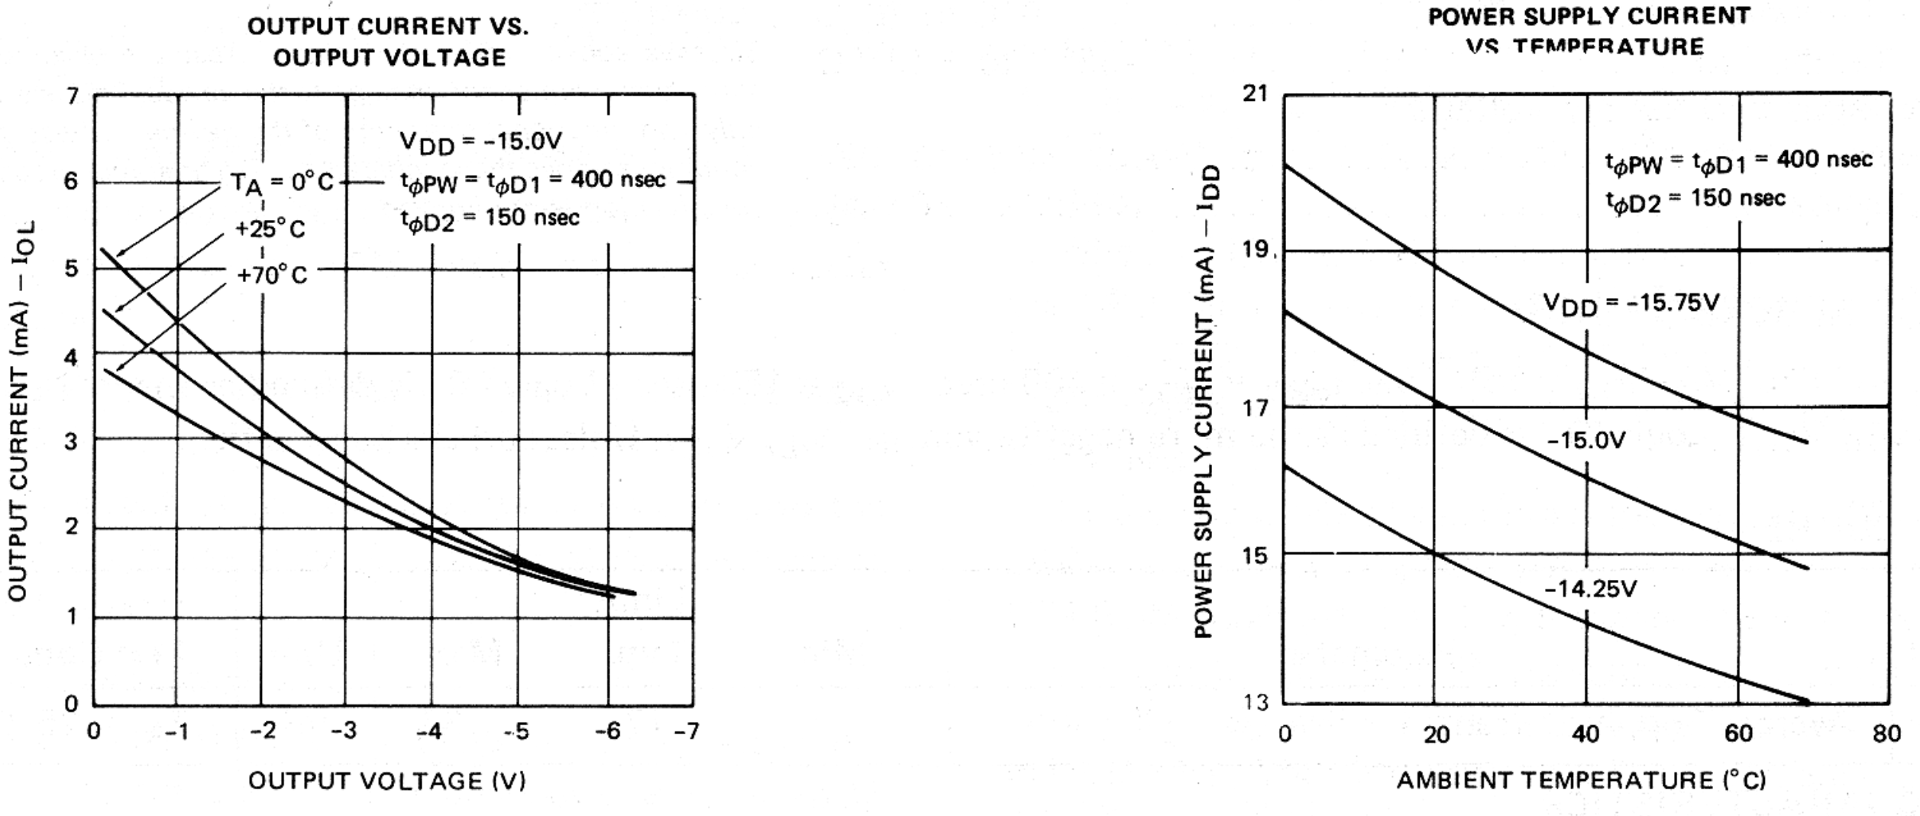 OUTPUT CURRENT VS.
OUTPUT VOLTAGE
OUTPUT CURRENT (mA) – IOL
7
6
5
4
3
2
1
0
VDD = -15.0V
tφPW = tφD1 = 400 nsec
tφD2 = 150 nsec
TA = 0°C
+25°C
+70°C
0 -1 -2 -3 -4 -5 -6 -7
OUTPUT VOLTAGE (V)
POWER SUPPLY CURRENT
VS. TEMPERATURE
POWER SUPPLY CURRENT (mA) – IDD
21
19
17
15
13
tφPW = tφD1 = 400 nsec
tφD2 = 150 nsec
VDD = -15.75V
-15.0V
-14.25V
0 20 40 60 80
AMBIENT TEMPERATURE (°C)